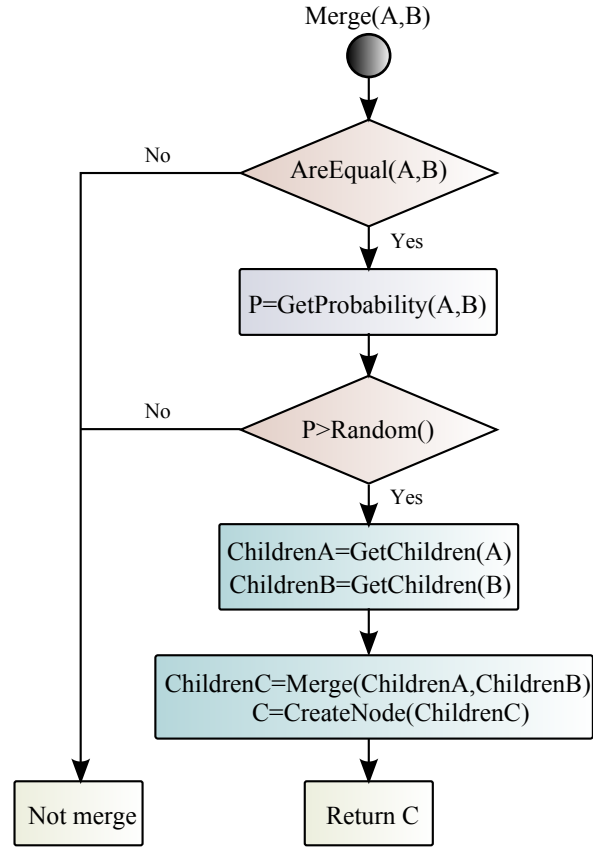 Merge(A,B)
No
AreEqual(A,B)
Yes
P=GetProbability(A,B)
No
P>Random()
Yes
ChildrenA=GetChildren(A)
ChildrenB=GetChildren(B)
ChildrenC=Merge(ChildrenA,ChildrenB)
C=CreateNode(ChildrenC)
Not merge
Return C